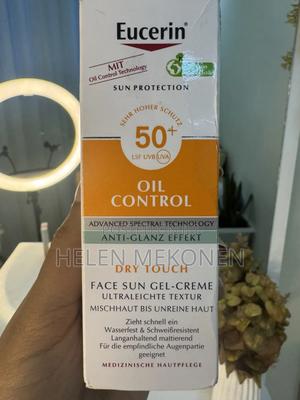 Eucerin®
MIT
Oil Control Technology
SUN PROTECTION
SEHR HOHER SCHUTZ
50+
LSF UVB UVA
OIL
CONTROL
ADVANCED SPECTRAL TECHNOLOGY
ANTI-GLANZ EFFEKT
HELEN MEKONEN
DRY TOUCH
FACE SUN GEL-CREME
ULTRALEICHTE TEXTUR
MISCHHAUT BIS UNREINE HAUT
Zieht schnell ein
Wasserfest & Schweißresistent
Langanhaltend mattierend
Für die empfindliche Augenpartie
geeignet
MEDIZINISCHE HAUTPFLEGE